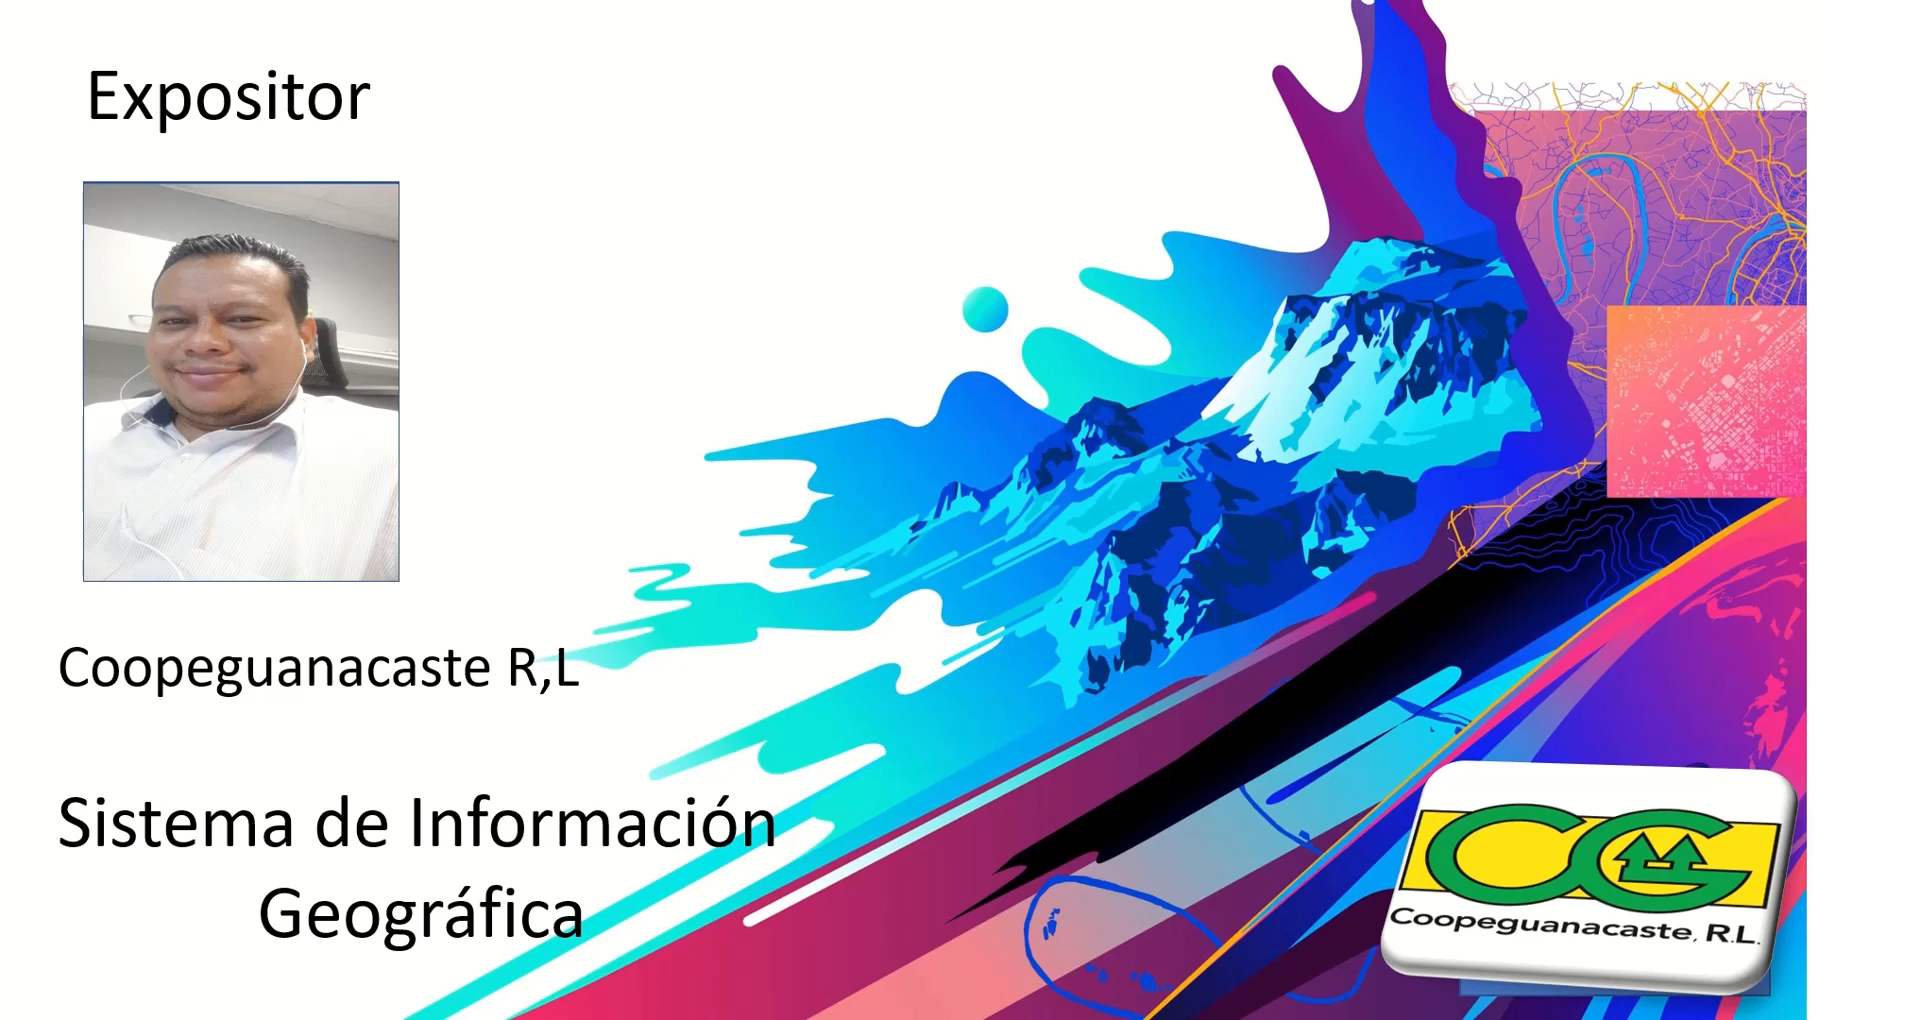 Expositor
Coopeguanacaste R,L
Sistema de Información
Geográfica
CG
Coopeguanacaste, R.L.